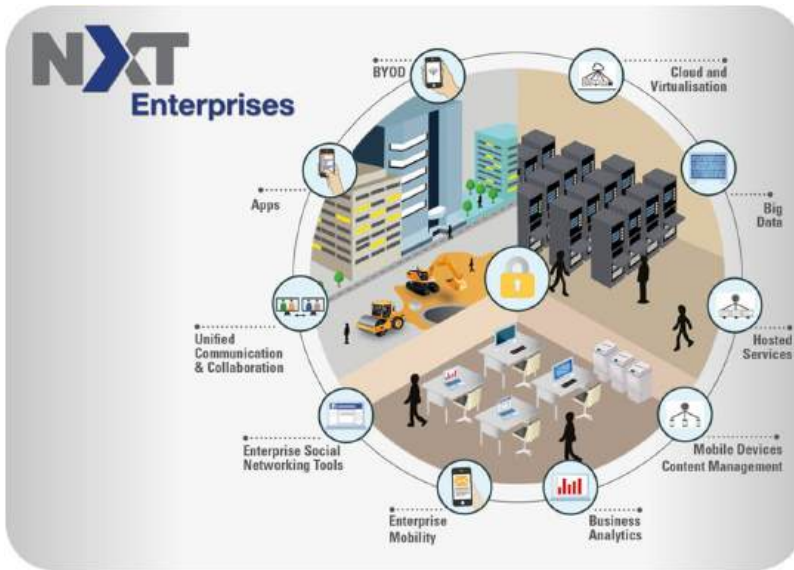 NXT
Enterprises
BYOD
Cloud and
Virtualisation
Apps
Big
Data
Unified
Communication
& Collaboration
Hosted
Services
Enterprise Social
Networking Tools
Mobile Devices
Content Management
Enterprise
Mobility
Business
Analytics